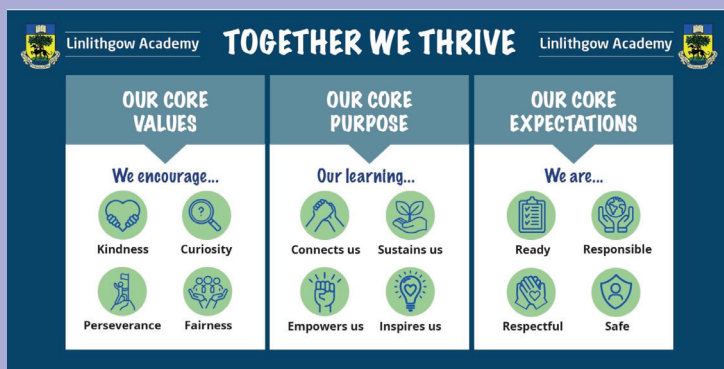 Linlithgow Academy
TOGETHER WE THRIVE
Linlithgow Academy
OUR CORE
VALUES
We encourage...
Kindness
Curiosity
?
Perseverance
Fairness
OUR CORE
PURPOSE
Our learning...
Connects us
Sustains us
Empowers us
Inspires us
OUR CORE
EXPECTATIONS
We are...
Ready
Responsible
Respectful
Safe